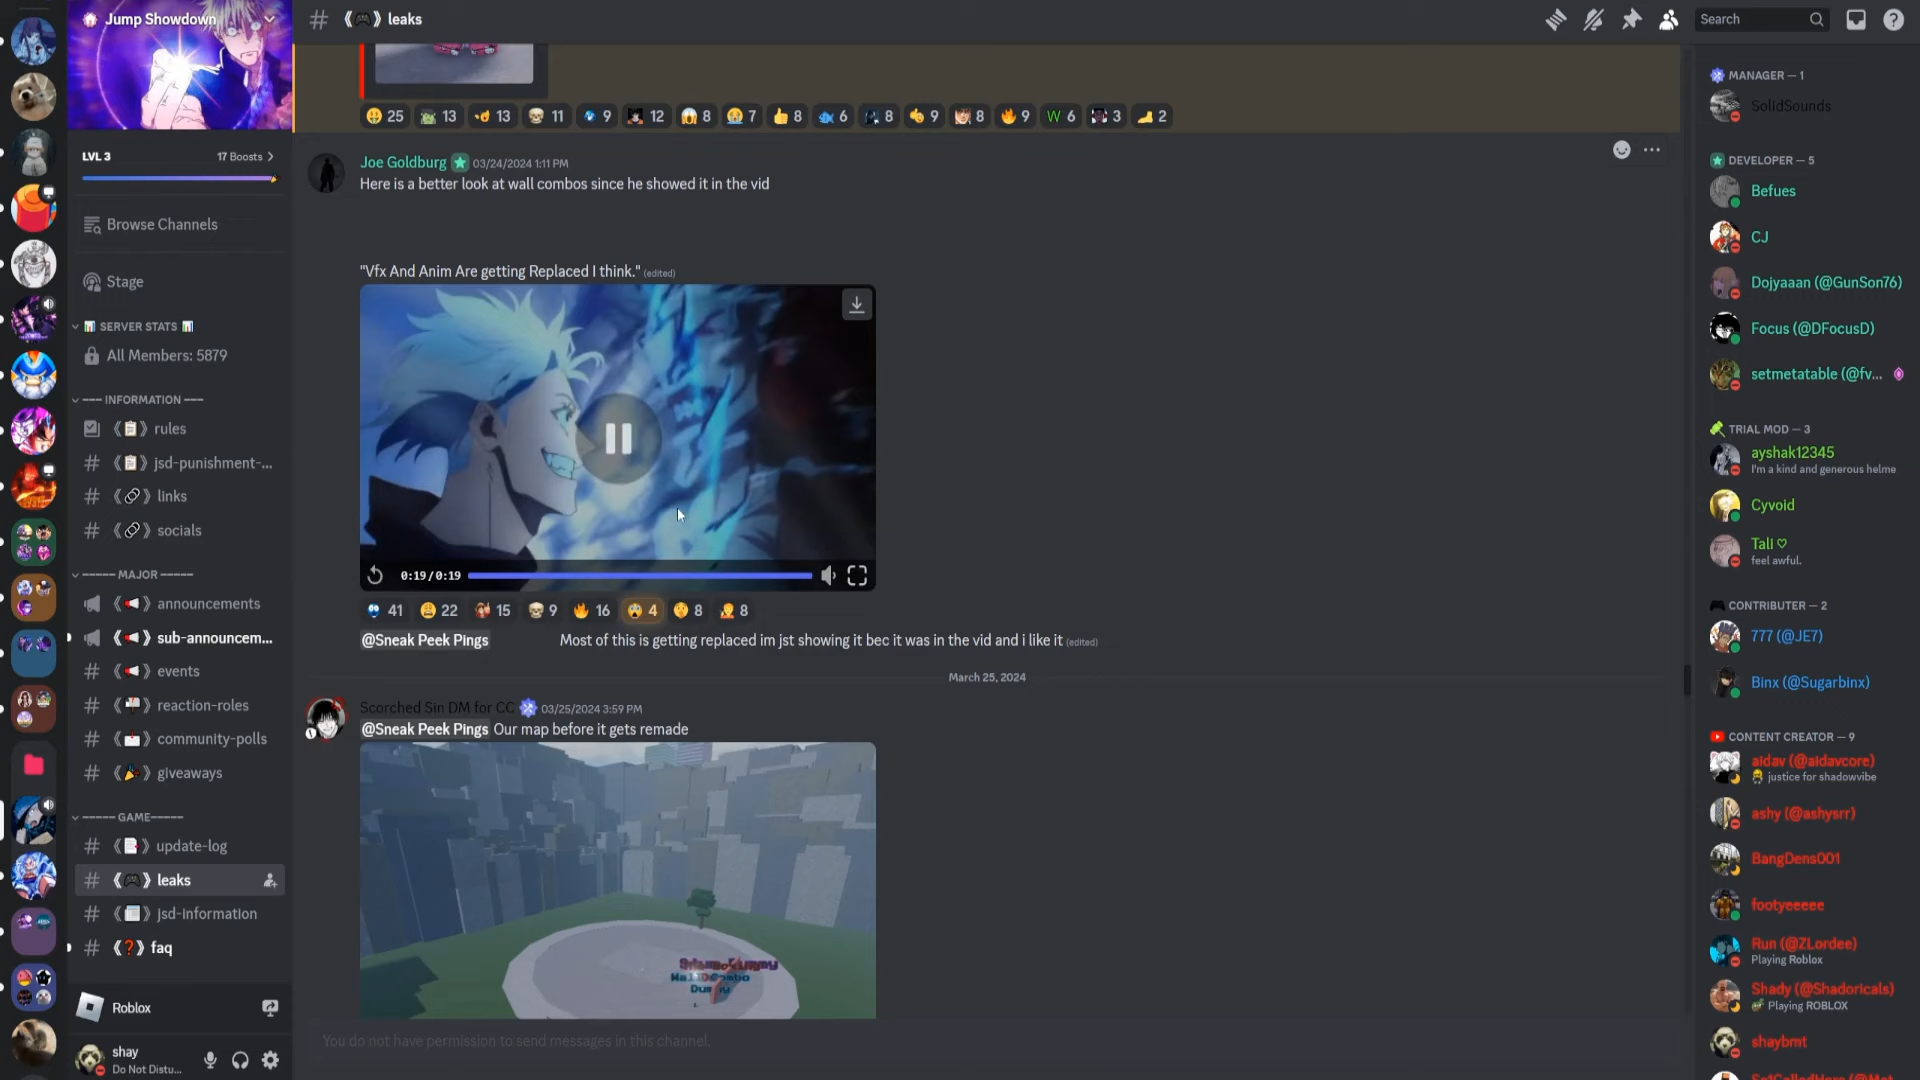 Jump Showdown
LVL 3
17 Boosts
Browse Channels
Stage
SERVER STATS
All Members: 5879
--- INFORMATION ---
rules
jsd-punishment-...
links
socials
----- MAJOR -----
announcements
sub-announcem...
events
reaction-roles
community-polls
giveaways
----- GAME-----
update-log
leaks
jsd-information
faq
Roblox
shay
Do Not Distu...
leaks
25 13 13 11 9 12 8 7 8 6 8 9 8 9 W 6 3 2
Joe Goldburg 03/24/2024 1:11 PM
Here is a better look at wall combos since he showed it in the vid
"Vfx And Anim Are getting Replaced I think." (edited)
0:19/0:19
41 22 15 9 16 4 8 8
@Sneak Peek Pings Most of this is getting replaced im jst showing it bec it was in the vid and i like it (edited)
March 25, 2024
Scorched Sin DM for CC 03/25/2024 3:59 PM
@Sneak Peek Pings Our map before it gets remade
Wall Combo
Dummy
You do not have permission to send messages in this channel.
Search
MANAGER — 1
SolidSounds
DEVELOPER — 5
Befues
CJ
Dojyaaan (@GunSon76)
Focus (@DFocusD)
setmetatable (@fv...
TRIAL MOD — 3
ayshak12345
I'm a kind and generous helme
Cyvoid
Tali ♡
feel awful.
CONTRIBUTER — 2
777 (@JE7)
Binx (@Sugarbinx)
CONTENT CREATOR — 9
aidav (@aidavcore)
justice for shadowvibe
ashy (@ashysrr)
BangDens001
footyeeeee
Run (@ZLordee)
Playing Roblox
Shady (@Shadoricals)
Playing ROBLOX
shaybmt